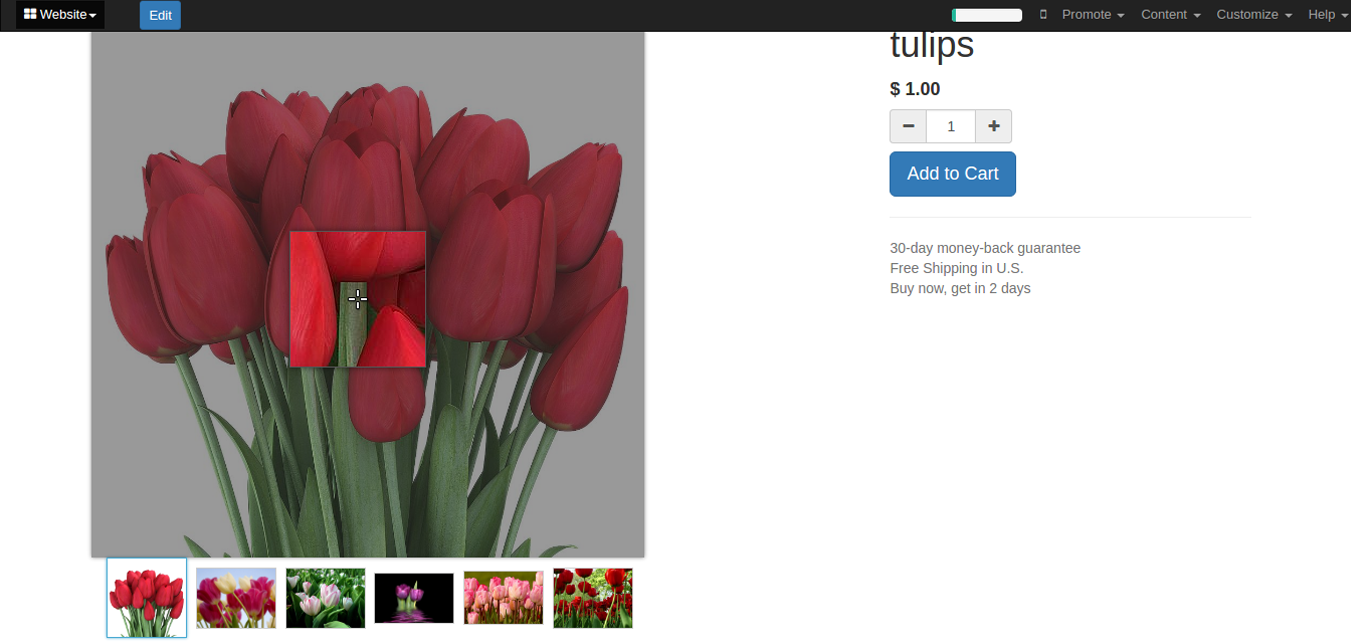 Website
Edit
Promote
Content
Customize
Help
tulips
$ 1.00
1
Add to Cart
30-day money-back guarantee
Free Shipping in U.S.
Buy now, get in 2 days